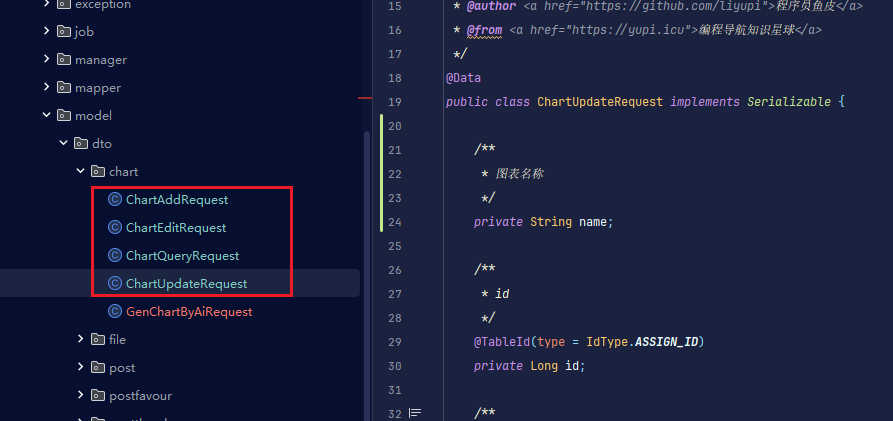 exception
job
manager
mapper
model
dto
chart
ChartAddRequest
ChartEditRequest
ChartQueryRequest
ChartUpdateRequest
GenChartByAiRequest
file
post
postfavour
15 * @author <a href="https://github.com/liyupi">程序员鱼皮</a>
16 * @from <a href="https://yupi.icu">编程导航知识星球</a>
17 */
18 @Data
19 public class ChartUpdateRequest implements Serializable {
20
21 /**
22 * 图表名称
23 */
24 private String name;
25
26 /**
27 * id
28 */
29 @TableId(type = IdType.ASSIGN_ID)
30 private Long id;
31
32 /**